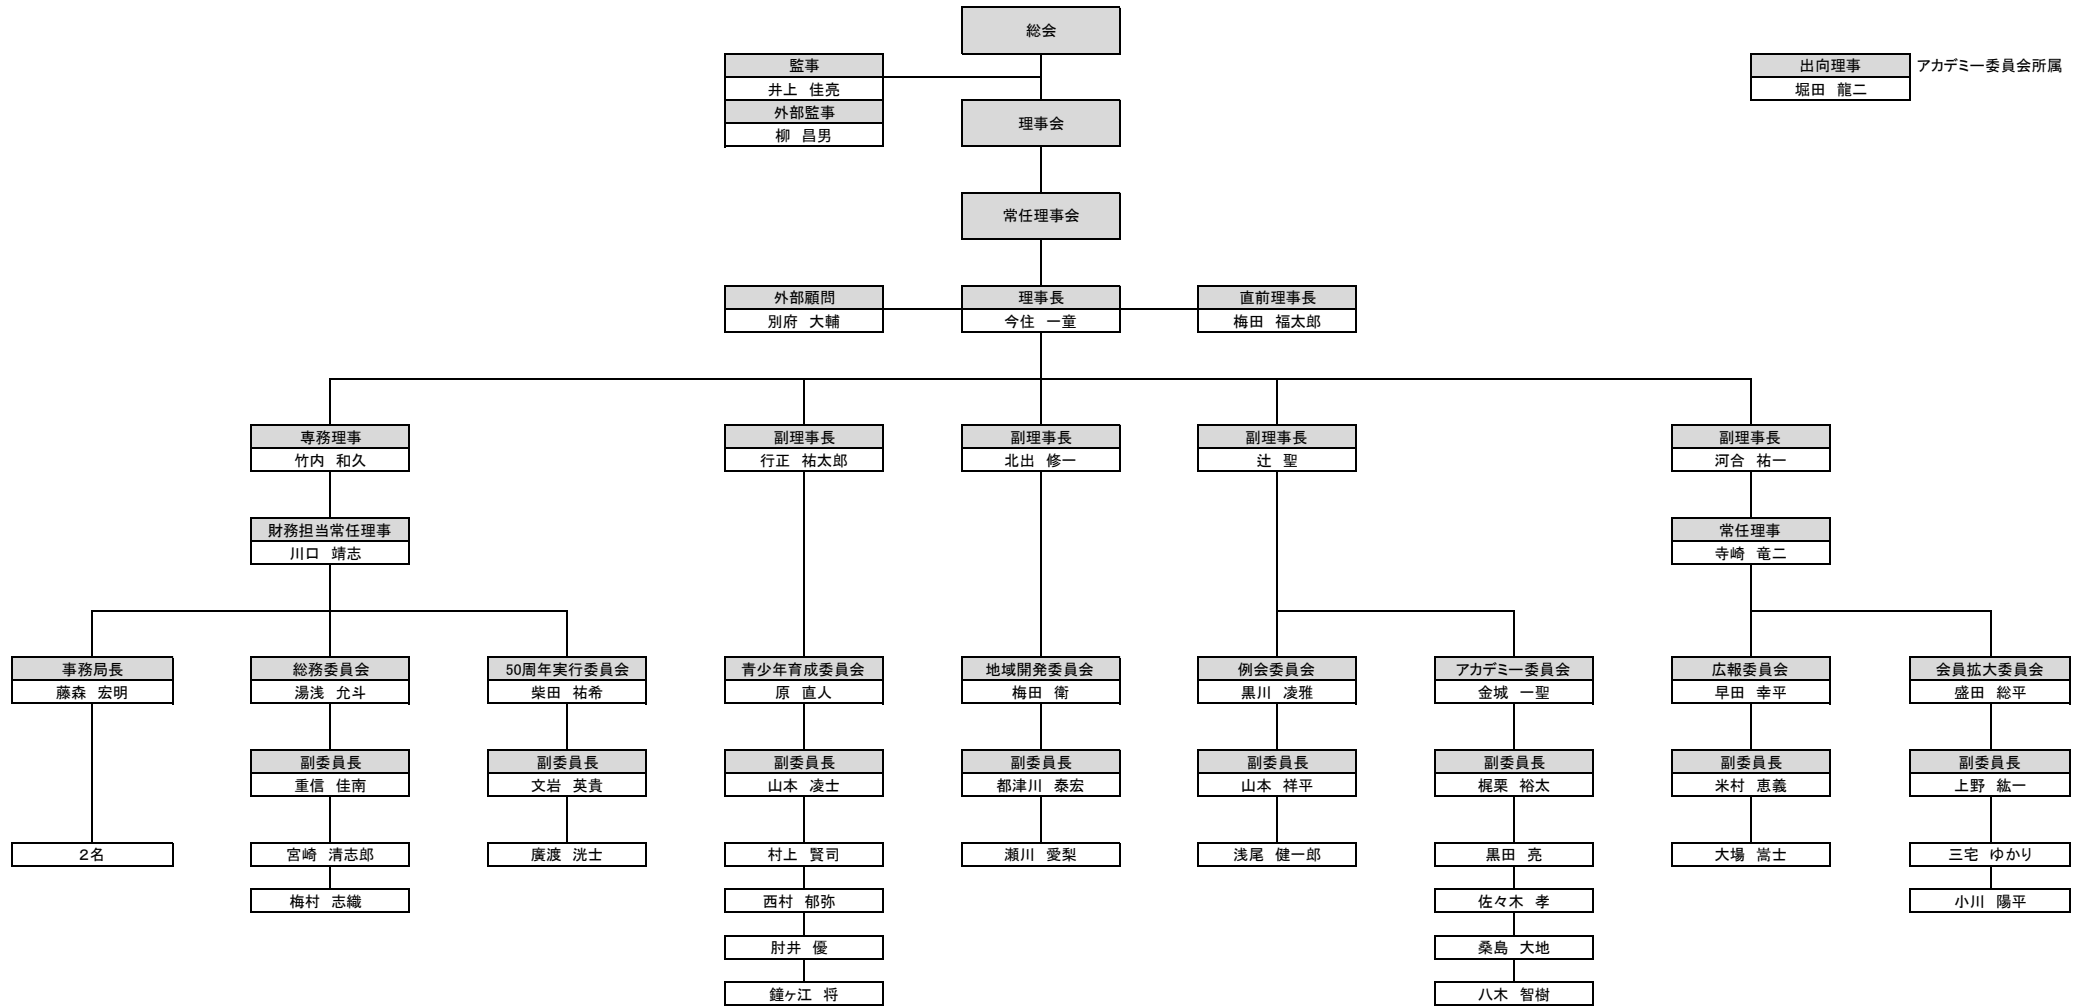 総会
監事
井上 佳亮
外部監事
柳 昌男
出向理事 アカデミー委員会所属
堀田 龍二
理事会
常任理事会
外部顧問
別府 大輔
理事長
今住 一童
直前理事長
梅田 福太郎
専務理事
竹内 和久
副理事長
行正 祐太郎
副理事長
北出 修一
副理事長
辻 聖
副理事長
河合 祐一
財務担当常任理事
川口 靖志
常任理事
寺崎 竜二
事務局長
藤森 宏明
2名
総務委員会
湯浅 允斗
副委員長
重信 佳南
宮崎 清志郎
梅村 志織
50周年実行委員会
柴田 祐希
副委員長
文岩 英貴
廣渡 洸士
青少年育成委員会
原 直人
副委員長
山本 凌士
村上 賢司
西村 郁弥
肘井 優
鐘ヶ江 将
地域開発委員会
梅田 衛
副委員長
都津川 泰宏
瀬川 愛梨
例会委員会
黒川 凌雅
副委員長
山本 祥平
浅尾 健一郎
アカデミー委員会
金城 一聖
副委員長
梶栗 裕太
黒田 亮
佐々木 孝
桑島 大地
八木 智樹
広報委員会
早田 幸平
副委員長
米村 恵義
大場 嵩士
会員拡大委員会
盛田 総平
副委員長
上野 紘一
三宅 ゆかり
小川 陽平